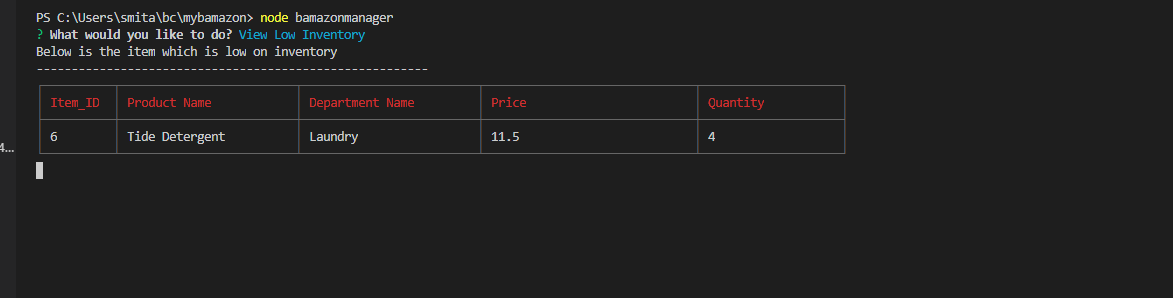 PS C:\Users\smita\bc\mybamazon> node bamazonmanager
? What would you like to do? View Low Inventory
Below is the item which is low on inventory
--------------------------------------------------------
Item_ID Product Name Department Name Price Quantity
6 Tide Detergent Laundry 11.5 4
4...